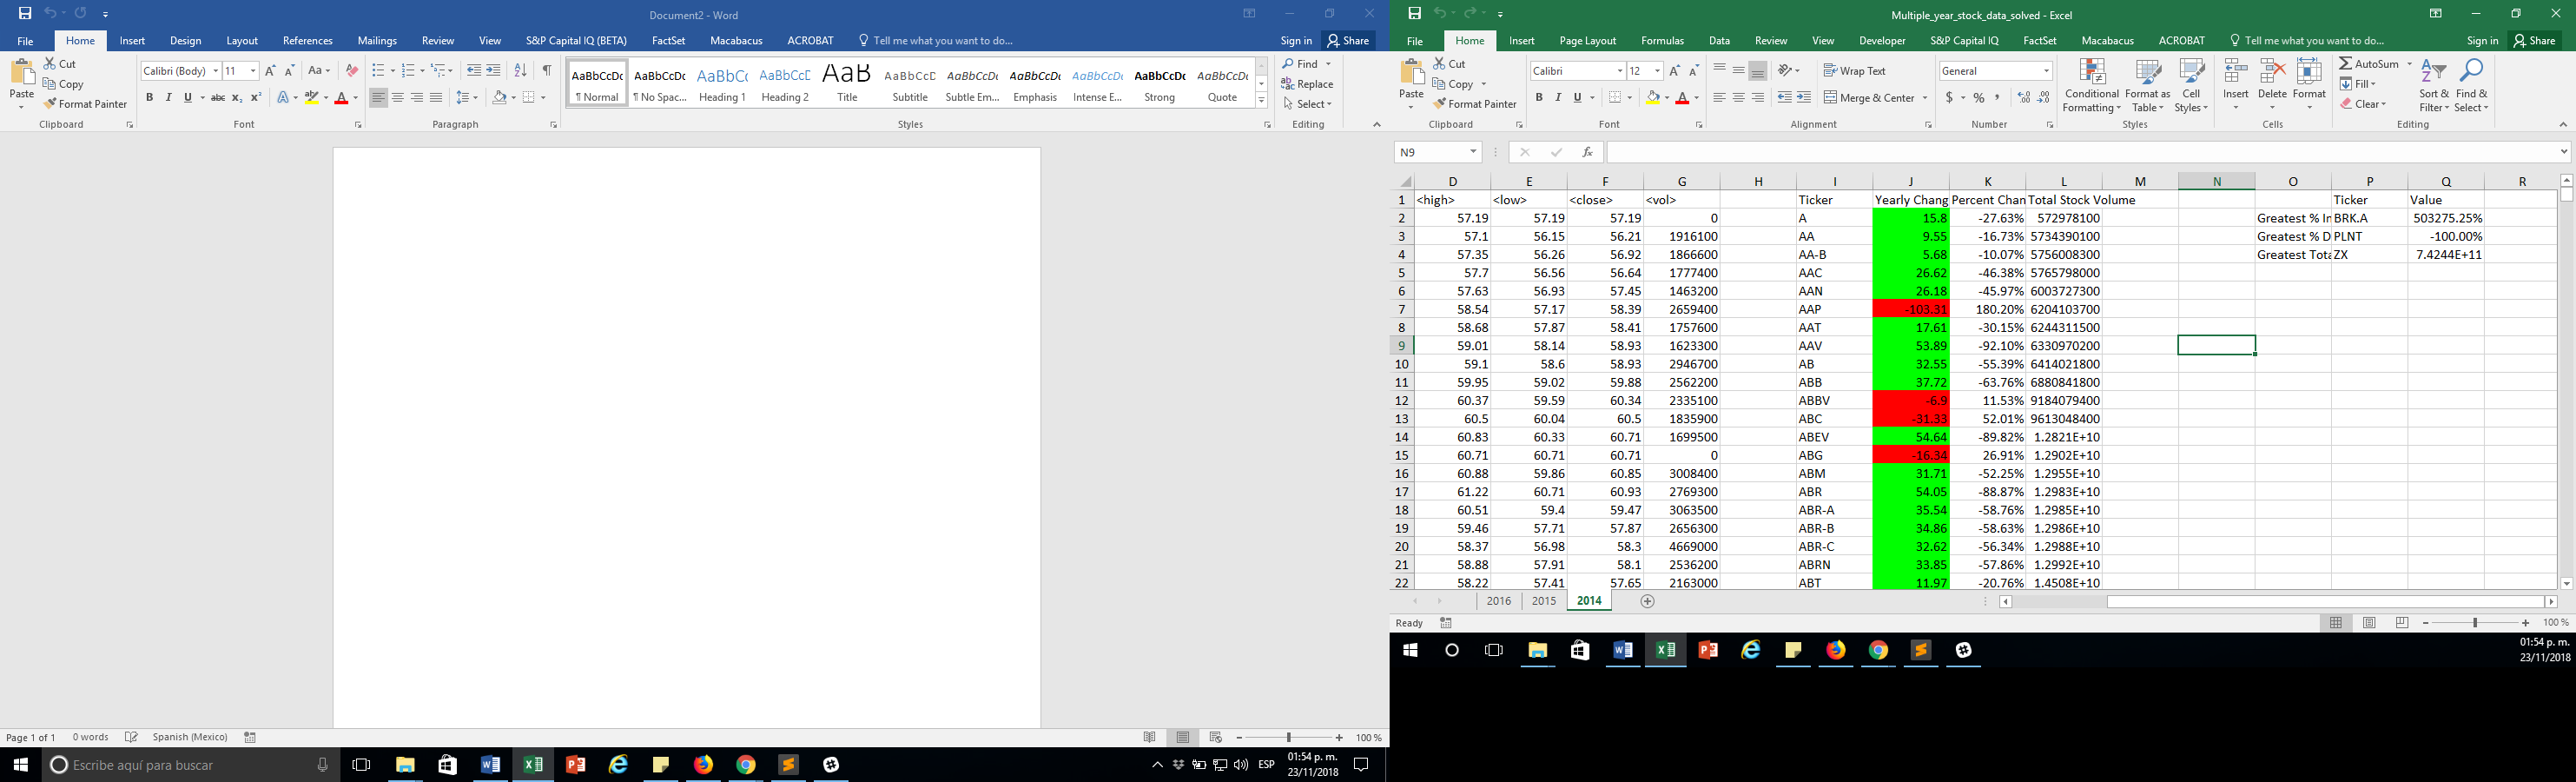 Document2 - Word
File Home Insert Design Layout References Mailings Review View S&P Capital IQ (BETA) FactSet Macabacus ACROBAT Tell me what you want to do... Sign in Share
Paste
Cut
Copy
Format Painter
Clipboard
Calibri (Body) 11
Font
Paragraph
AaBbCcDc AaBbCcDc AaBbCc AaBbCcD AaB AaBbCcD AaBbCcDc AaBbCcDc AaBbCcDc AaBbCcDc AaBbCcDc
¶ Normal ¶ No Spac... Heading 1 Heading 2 Title Subtitle Subtle Em... Emphasis Intense E... Strong Quote
Styles
Find
Replace
Select
Editing
Page 1 of 1 0 words Spanish (Mexico) 100 %
Escribe aquí para buscar
ESP
01:54 p. m.
23/11/2018
Multiple_year_stock_data_solved - Excel
File Home Insert Page Layout Formulas Data Review View Developer S&P Capital IQ FactSet Macabacus ACROBAT Tell me what you want to do... Sign in Share
Paste
Cut
Copy
Format Painter
Clipboard
Calibri 12
Font
Wrap Text
Merge & Center
Alignment
General
Number
Conditional Formatting
Format as Table
Cell Styles
Styles
Insert Delete Format
Cells
AutoSum
Fill
Clear
Sort & Filter
Find & Select
Editing
N9 fx
D E F G H I J K L M N O P Q R
1 <high> <low> <close> <vol> Ticker Yearly Chang Percent Chan Total Stock Volume Ticker Value
2 57.19 57.19 57.19 0 A 15.8 -27.63% 572978100 Greatest % In BRK.A 503275.25%
3 57.1 56.15 56.21 1916100 AA 9.55 -16.73% 5734390100 Greatest % D PLNT -100.00%
4 57.35 56.26 56.92 1866600 AA-B 5.68 -10.07% 5756008300 Greatest Tota ZX 7.4244E+11
5 57.7 56.56 56.64 1777400 AAC 26.62 -46.38% 5765798000
6 57.63 56.93 57.45 1463200 AAN 26.18 -45.97% 6003727300
7 58.54 57.17 58.39 2659400 AAP -103.31 180.20% 6204103700
8 58.68 57.87 58.41 1757600 AAT 17.61 -30.15% 6244311500
9 59.01 58.14 58.93 1623300 AAV 53.89 -92.10% 6330970200
10 59.1 58.6 58.93 2946700 AB 32.55 -55.39% 6414021800
11 59.95 59.02 59.88 2562200 ABB 37.72 -63.76% 6880841800
12 60.37 59.59 60.34 2335100 ABBV -6.9 11.53% 9184079400
13 60.5 60.04 60.5 1835900 ABC -31.33 52.01% 9613048400
14 60.83 60.33 60.71 1699500 ABEV 54.64 -89.82% 1.2821E+10
15 60.71 60.71 60.71 0 ABG -16.34 26.91% 1.2902E+10
16 60.88 59.86 60.85 3008400 ABM 31.71 -52.25% 1.2955E+10
17 61.22 60.71 60.93 2769300 ABR 54.05 -88.87% 1.2983E+10
18 60.51 59.4 59.47 3063500 ABR-A 35.54 -58.76% 1.2985E+10
19 59.46 57.71 57.87 2656300 ABR-B 34.86 -58.63% 1.2986E+10
20 58.37 56.98 58.3 4669000 ABR-C 32.62 -56.34% 1.2988E+10
21 58.88 57.91 58.1 2536200 ABRN 33.85 -57.86% 1.2992E+10
22 58.22 57.41 57.65 2163000 ABT 11.97 -20.76% 1.4508E+10
2016 2015 2014
Ready 100 %
01:54 p. m.
23/11/2018